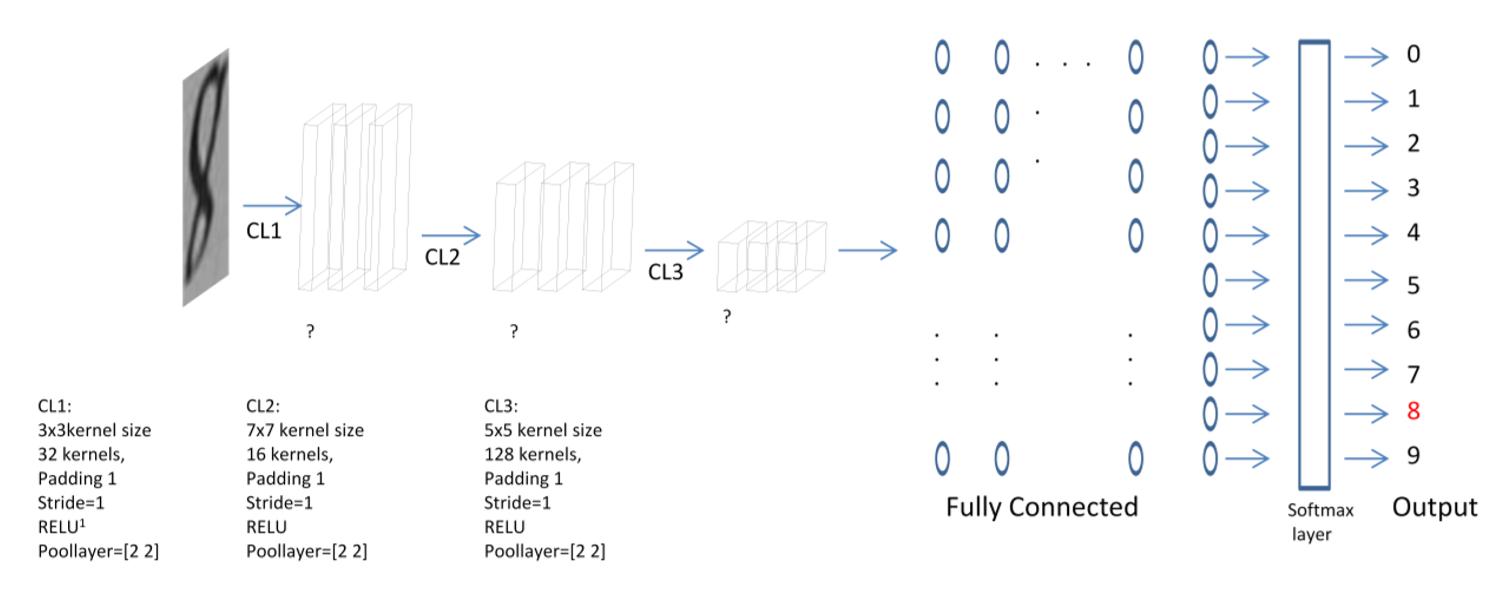 CL1
CL2
CL3
?
?
?
CL1:
3x3kernel size
32 kernels,
Padding 1
Stride=1
RELU¹
Poollayer=[2 2]
CL2:
7x7 kernel size
16 kernels,
Padding 1
Stride=1
RELU
Poollayer=[2 2]
CL3:
5x5 kernel size
128 kernels,
Padding 1
Stride=1
RELU
Poollayer=[2 2]
Fully Connected
Softmax
layer
0
1
2
3
4
5
6
7
8
9
Output